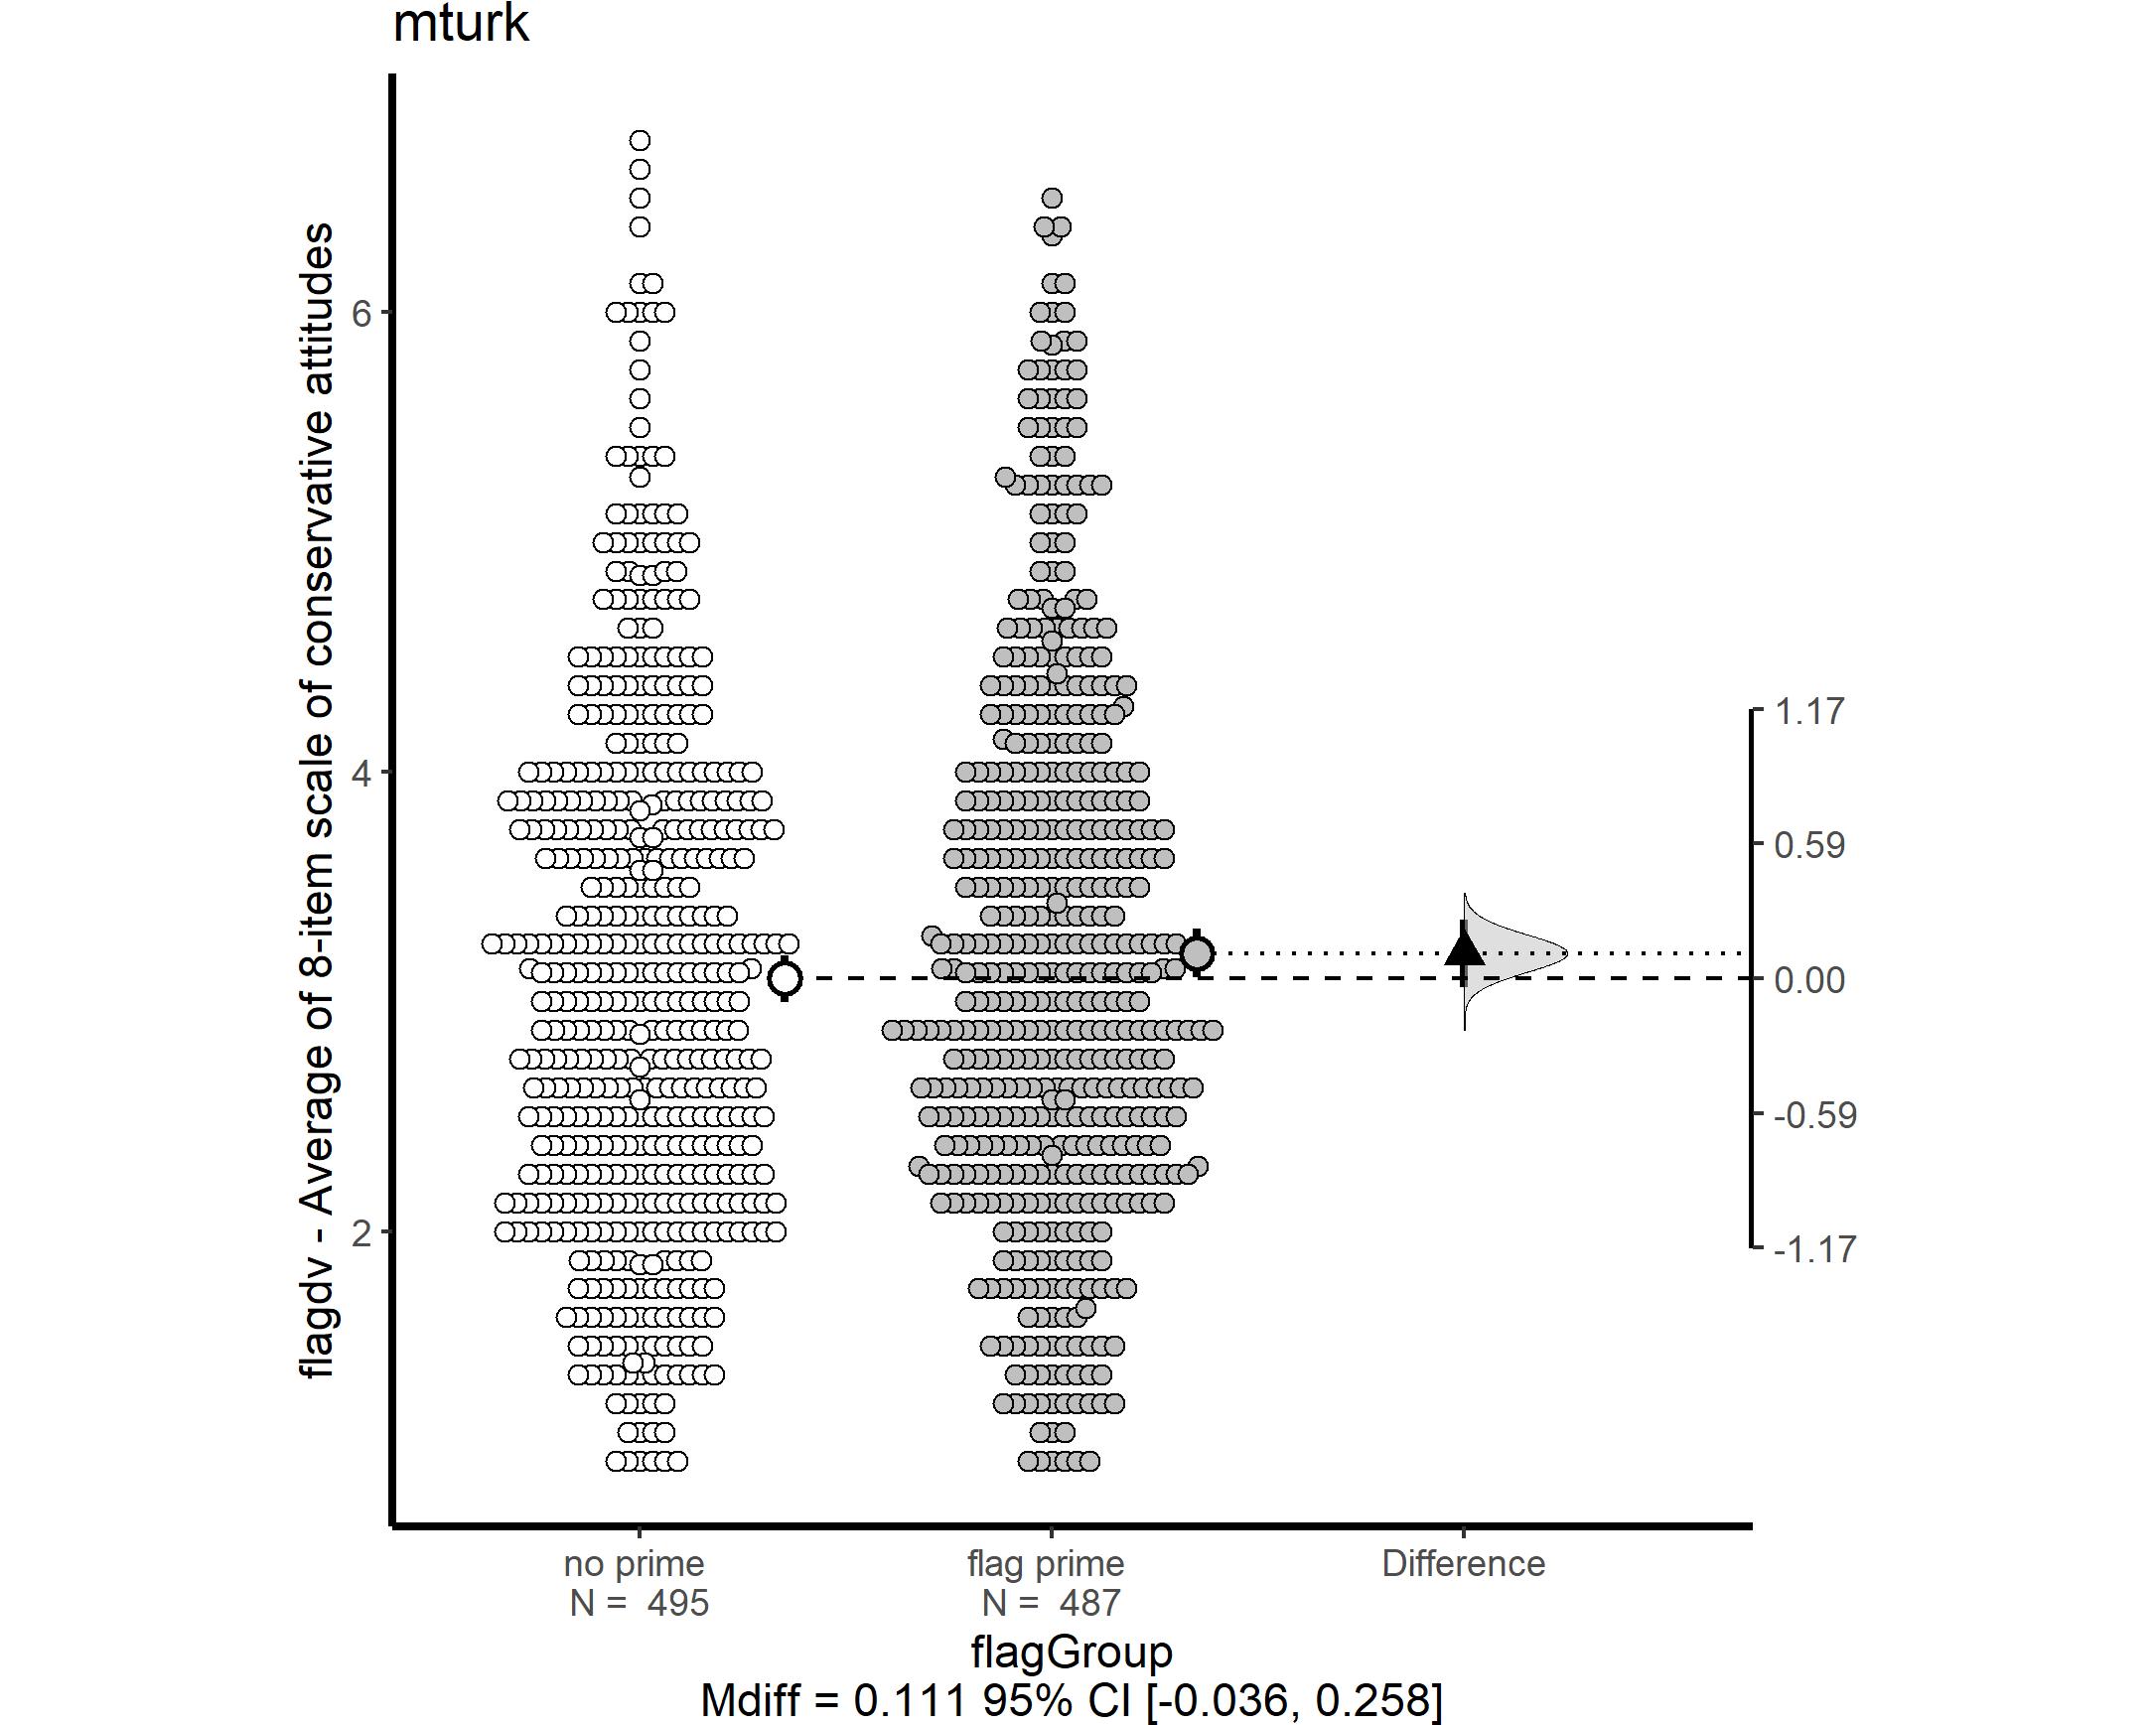 mturk
flagdv - Average of 8-item scale of conservative attitudes
6
4
2
1.17
0.59
0.00
-0.59
-1.17
no prime
N =  495
flag prime
N =  487
Difference
flagGroup
Mdiff = 0.111 95% CI [-0.036, 0.258]